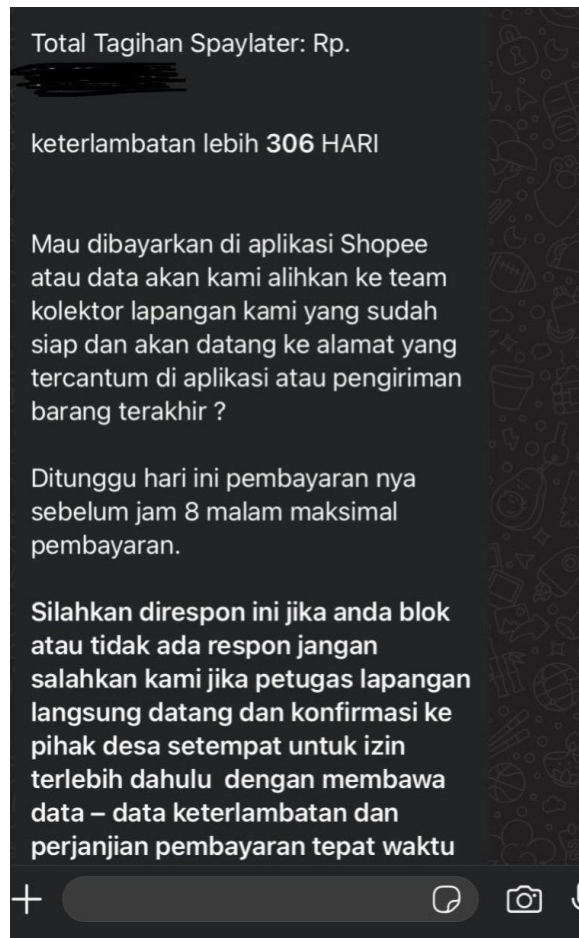 Total Tagihan Spaylater: Rp.
keterlambatan lebih 306 HARI
Mau dibayarkan di aplikasi Shopee
atau data akan kami alihkan ke team
kolektor lapangan kami yang sudah
siap dan akan datang ke alamat yang
tercantum di aplikasi atau pengiriman
barang terakhir ?
Ditunggu hari ini pembayaran nya
sebelum jam 8 malam maksimal
pembayaran.
Silahkan direspon ini jika anda blok
atau tidak ada respon jangan
salahkan kami jika petugas lapangan
langsung datang dan konfirmasi ke
pihak desa setempat untuk izin
terlebih dahulu  dengan membawa
data – data keterlambatan dan
perjanjian pembayaran tepat waktu